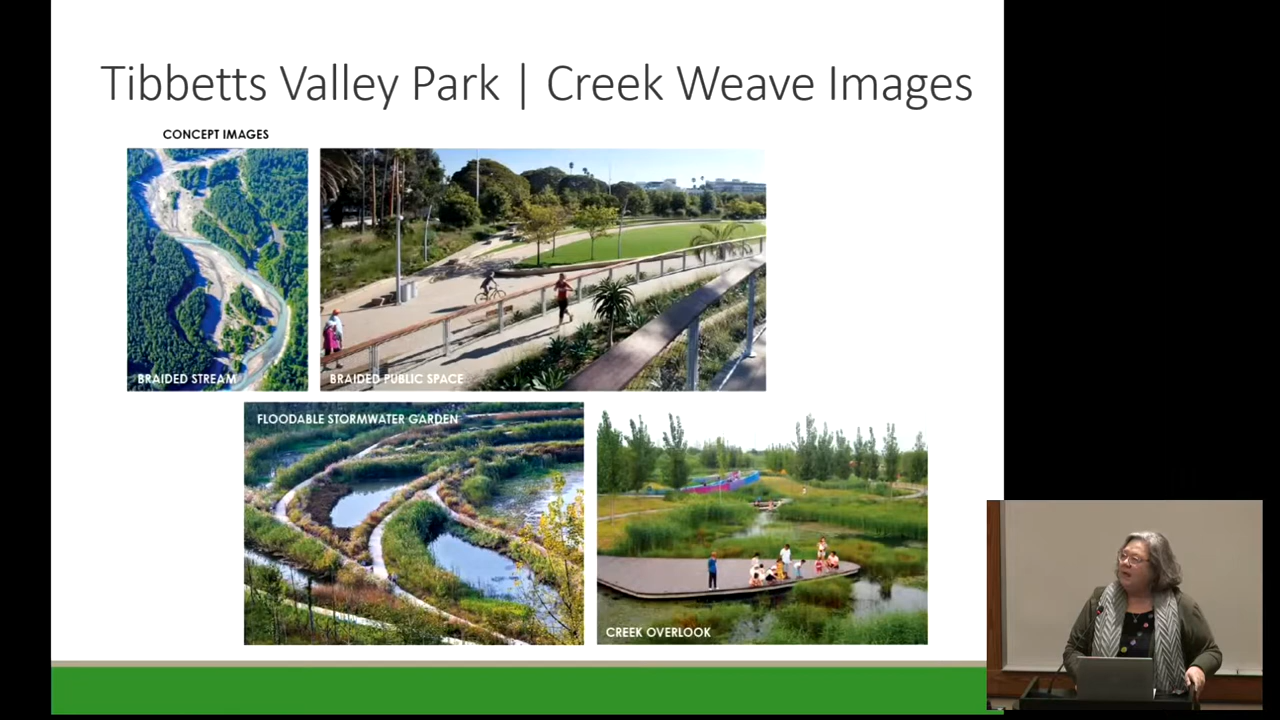 Tibbetts Valley Park | Creek Weave Images
CONCEPT IMAGES
BRAIDED STREAM
BRAIDED PUBLIC SPACE
FLOODABLE STORMWATER GARDEN
CREEK OVERLOOK